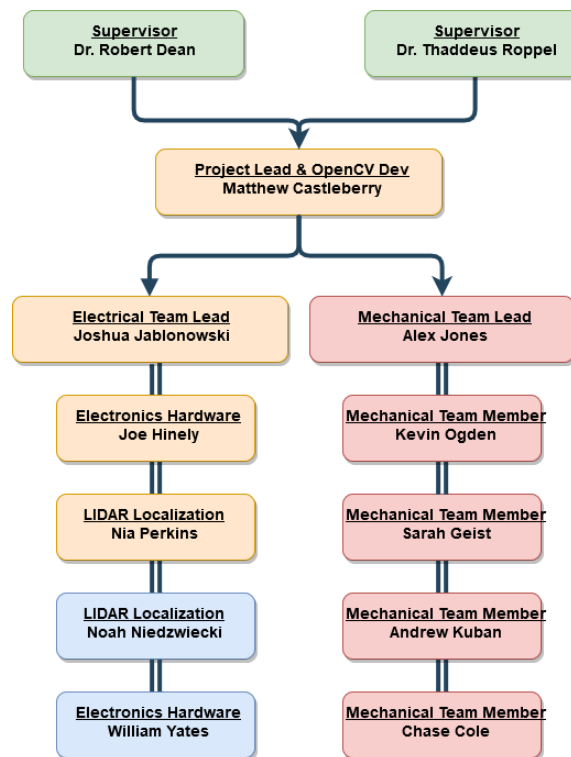 Supervisor
Dr. Robert Dean
Supervisor
Dr. Thaddeus Roppel
Project Lead & OpenCV Dev
Matthew Castleberry
Electrical Team Lead
Joshua Jablonowski
Mechanical Team Lead
Alex Jones
Electronics Hardware
Joe Hinely
Mechanical Team Member
Kevin Ogden
LIDAR Localization
Nia Perkins
Mechanical Team Member
Sarah Geist
LIDAR Localization
Noah Niedzwiecki
Mechanical Team Member
Andrew Kuban
Electronics Hardware
William Yates
Mechanical Team Member
Chase Cole